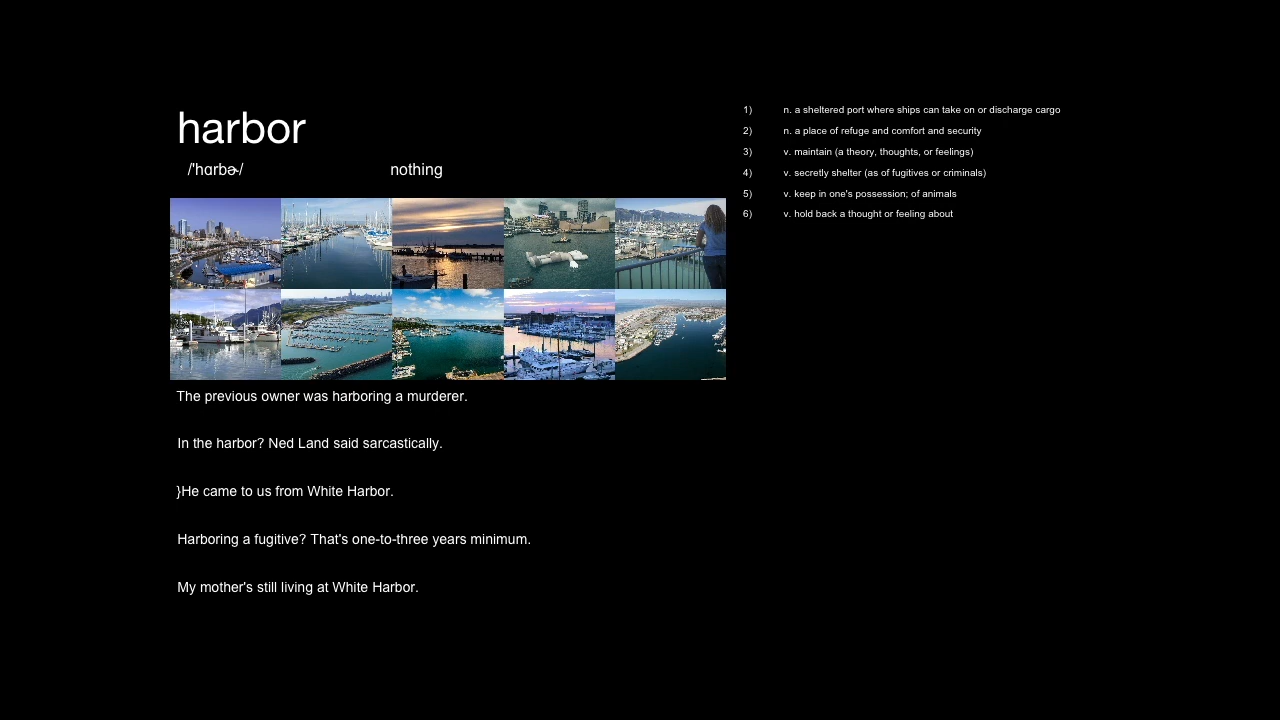 harbor
/'hɑrbɚ/
nothing
The previous owner was harboring a murderer.
In the harbor? Ned Land said sarcastically.
}He came to us from White Harbor.
Harboring a fugitive? That's one-to-three years minimum.
My mother's still living at White Harbor.
1) n. a sheltered port where ships can take on or discharge cargo
2) n. a place of refuge and comfort and security
3) v. maintain (a theory, thoughts, or feelings)
4) v. secretly shelter (as of fugitives or criminals)
5) v. keep in one's possession; of animals
6) v. hold back a thought or feeling about